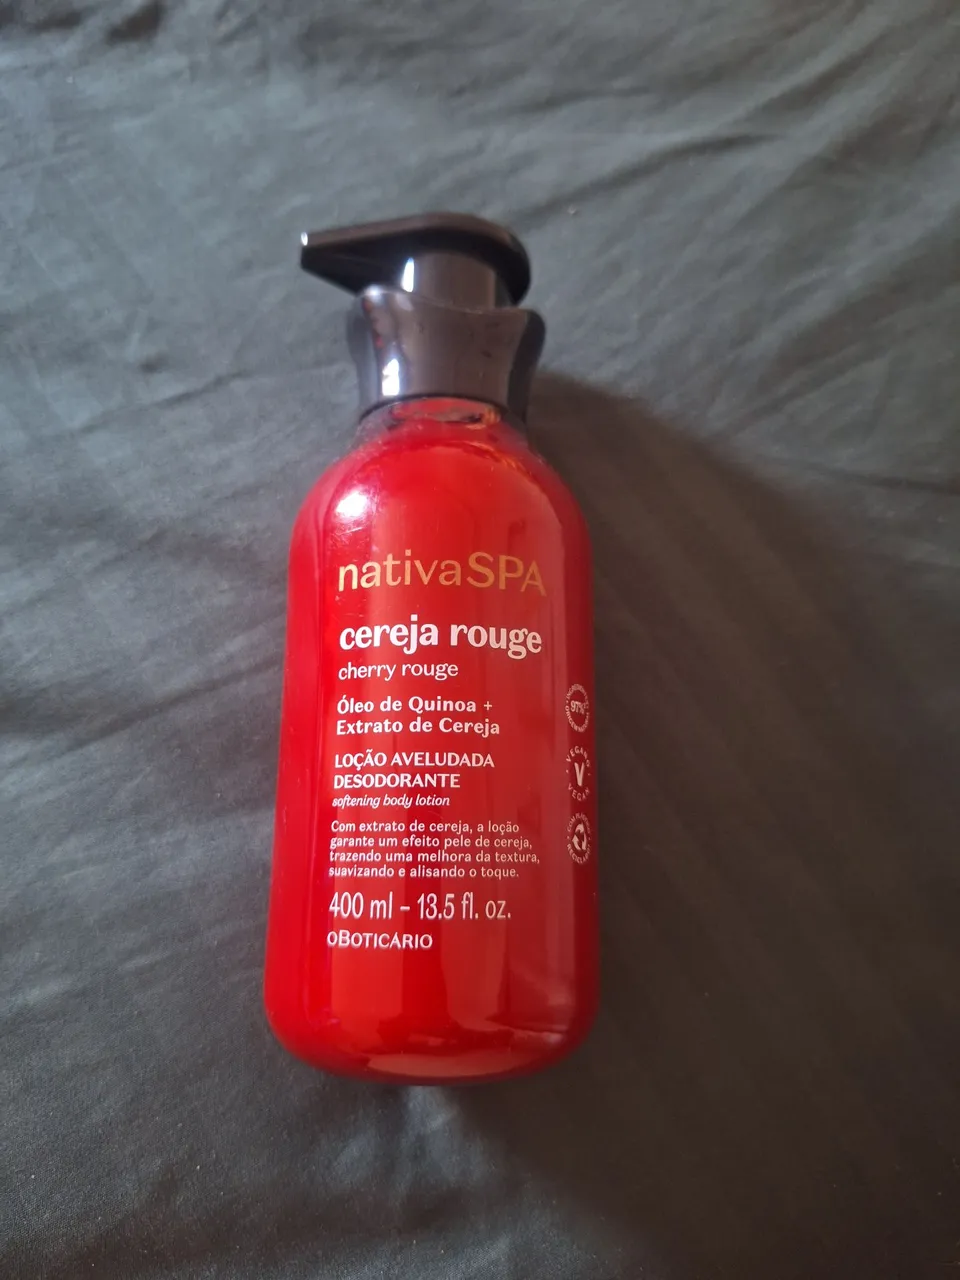 nativaSPA
cereja rouge
cherry rouge
Óleo de Quinoa +
Extrato de Cereja
LOÇÃO AVELUDADA
DESODORANTE
softening body lotion
Com extrato de cereja, a loção
garante um efeito pele de cereja,
trazendo uma melhora da textura,
suavizando e alisando o toque.
400 ml – 13.5 fl. oz.
oBOTICÁRIO
97%
VEGANO
V
VEGAN